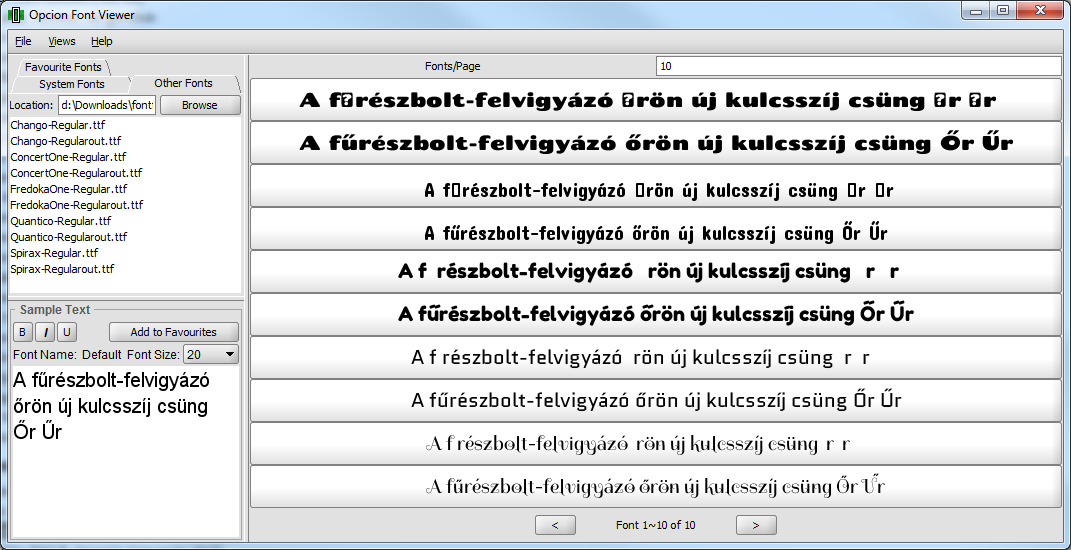 Opcion Font Viewer
File Views Help
Favourite Fonts
System Fonts Other Fonts
Location: d:\Downloads\font Browse
Chango-Regular.ttf
Chango-Regularout.ttf
ConcertOne-Regular.ttf
ConcertOne-Regularout.ttf
FredokaOne-Regular.ttf
FredokaOne-Regularout.ttf
Quantico-Regular.ttf
Quantico-Regularout.ttf
Spirax-Regular.ttf
Spirax-Regularout.ttf
Sample Text
B I U Add to Favourites
Font Name: Default Font Size: 20
A fűrészbolt-felvigyázó
őrön új kulcsszíj csüng
Őr Űr
Fonts/Page 10
A f▯részbolt-felvigyázó ▯rön új kulcsszíj csüng ▯r ▯r
A fűrészbolt-felvigyázó őrön új kulcsszíj csüng Őr Űr
A f▯részbolt-felvigyázó ▯rön új kulcsszíj csüng ▯r ▯r
A fűrészbolt-felvigyázó őrön új kulcsszíj csüng Őr Űr
A f részbolt-felvigyázó rön új kulcsszíj csüng r r
A fűrészbolt-felvigyázó őrön új kulcsszíj csüng Őr Űr
A f részbolt-felvigyázó rön új kulcsszíj csüng r r
A fűrészbolt-felvigyázó őrön új kulcsszíj csüng Őr Űr
A f részbolt-felvigyázó rön új kulcsszíj csüng r r
A fűrészbolt-felvigyázó őrön új kulcsszíj csüng Őr Űr
< Font 1~10 of 10 >